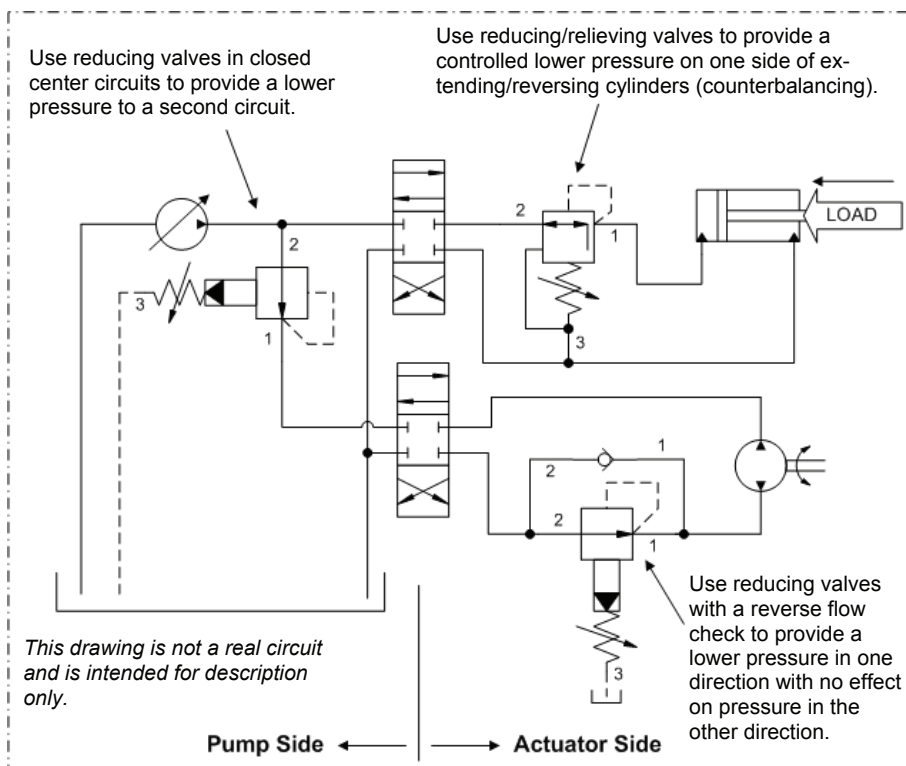 Use reducing valves in closed
center circuits to provide a lower
pressure to a second circuit.
Use reducing/relieving valves to provide a
controlled lower pressure on one side of ex-
tending/reversing cylinders (counterbalancing).
2
1
LOAD
2
3
1
3
2
1
2
1
3
Use reducing valves
with a reverse flow
check to provide a
lower pressure in one
direction with no effect
on pressure in the
other direction.
This drawing is not a real circuit
and is intended for description
only.
Pump Side
Actuator Side